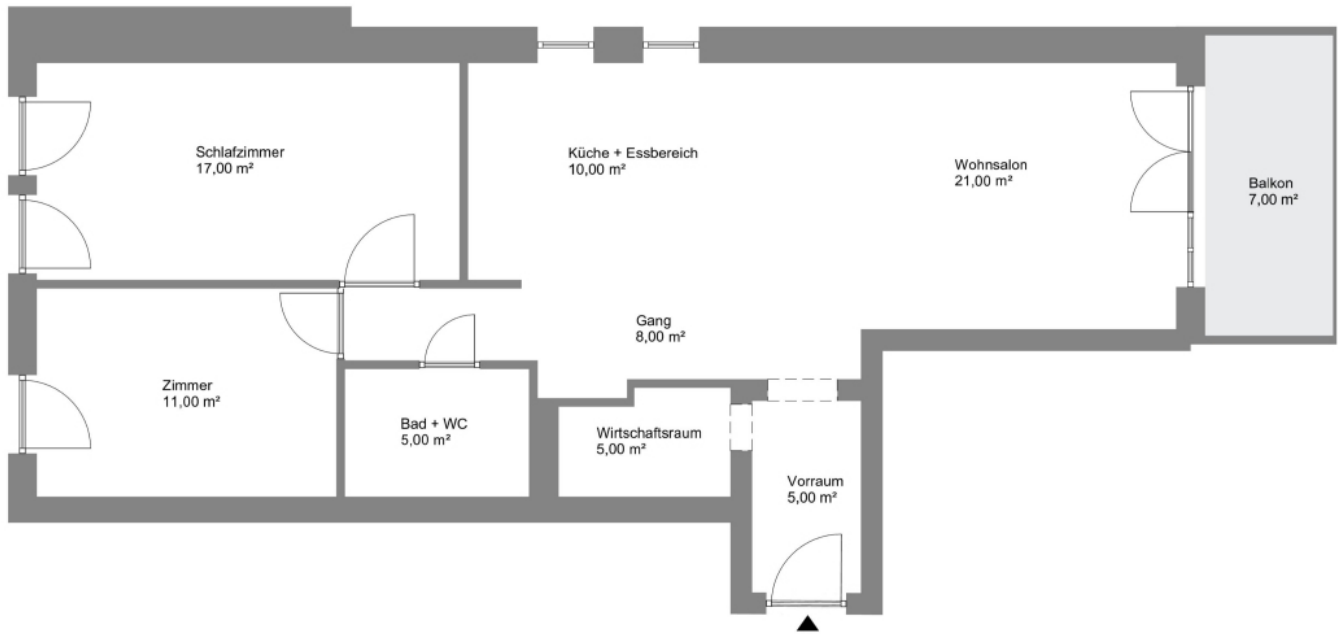 Schlafzimmer
17,00 m²
Küche + Essbereich
10,00 m²
Wohnsalon
21,00 m²
Balkon
7,00 m²
Gang
8,00 m²
Zimmer
11,00 m²
Bad + WC
5,00 m²
Wirtschaftsraum
5,00 m²
Vorraum
5,00 m²